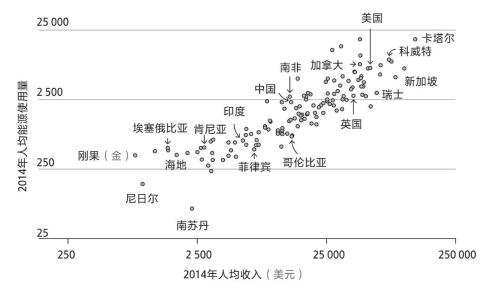 美国
25 000
卡塔尔
科威特
加拿大
南非
新加坡
中国
瑞士
2 500
印度
英国
埃塞俄比亚
肯尼亚
刚果（金）
海地
菲律宾
哥伦比亚
250
尼日尔
南苏丹
25
250
2 500
25 000
250 000
2014年人均收入（美元）
2014年人均能源使用量